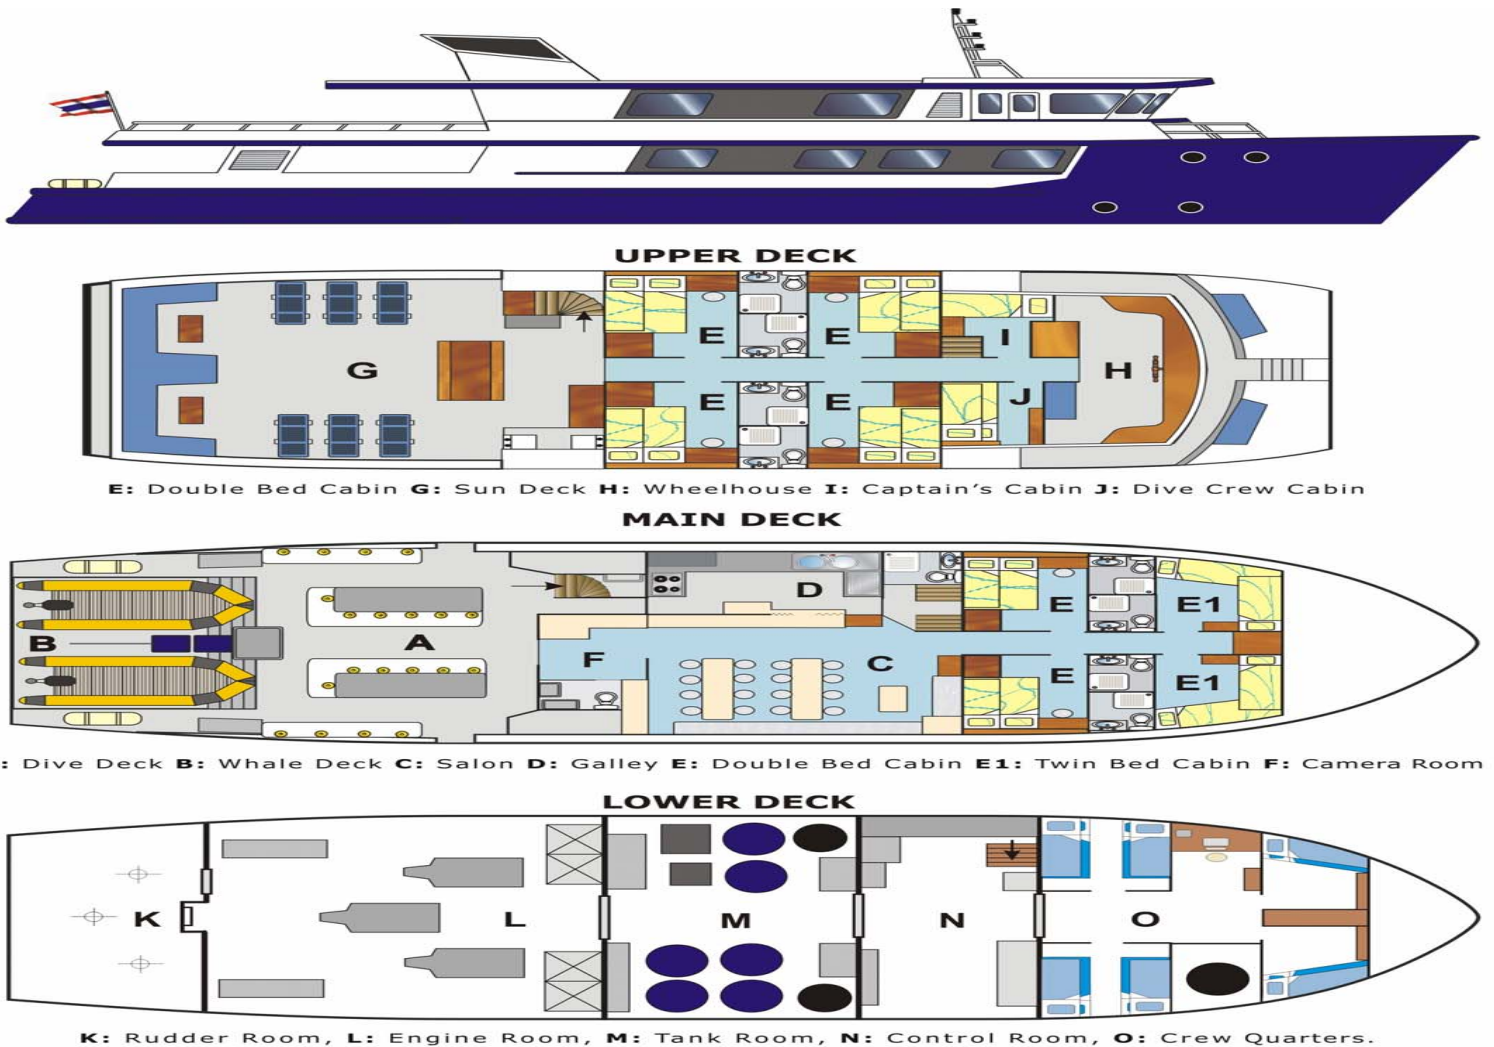 UPPER DECK
E E I
G H
E E J
E: Double Bed Cabin G: Sun Deck H: Wheelhouse I: Captain's Cabin J: Dive Crew Cabin
MAIN DECK
D E E1
B A F C
E E1
: Dive Deck B: Whale Deck C: Salon D: Galley E: Double Bed Cabin E1: Twin Bed Cabin F: Camera Room
LOWER DECK
K L M N O
K: Rudder Room, L: Engine Room, M: Tank Room, N: Control Room, O: Crew Quarters.